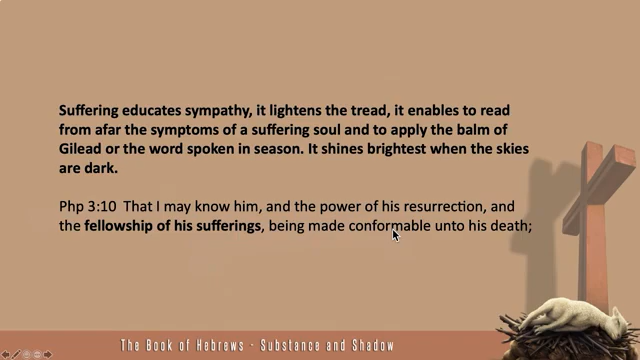 Suffering educates sympathy, it lightens the tread, it enables to read
from afar the symptoms of a suffering soul and to apply the balm of
Gilead or the word spoken in season. It shines brightest when the skies
are dark.
Php 3:10  That I may know him, and the power of his resurrection, and
the fellowship of his sufferings, being made conformable unto his death;
The Book of Hebrews - Substance and Shadow